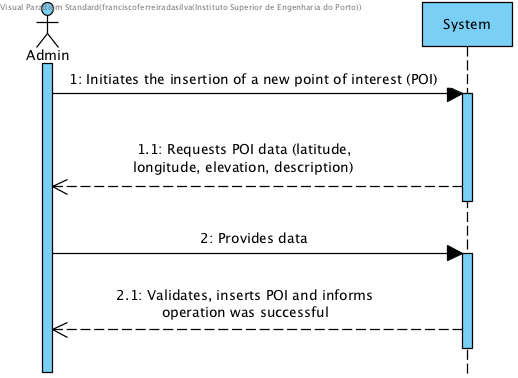 Visual Paradigm Standard(franciscoferreiradasilva(Instituto Superior de Engenharia do Porto))
System
Admin
1: Initiates the insertion of a new point of interest (POI)
1.1: Requests POI data (latitude,
longitude, elevation, description)
2: Provides data
2.1: Validates, inserts POI and informs
operation was successful